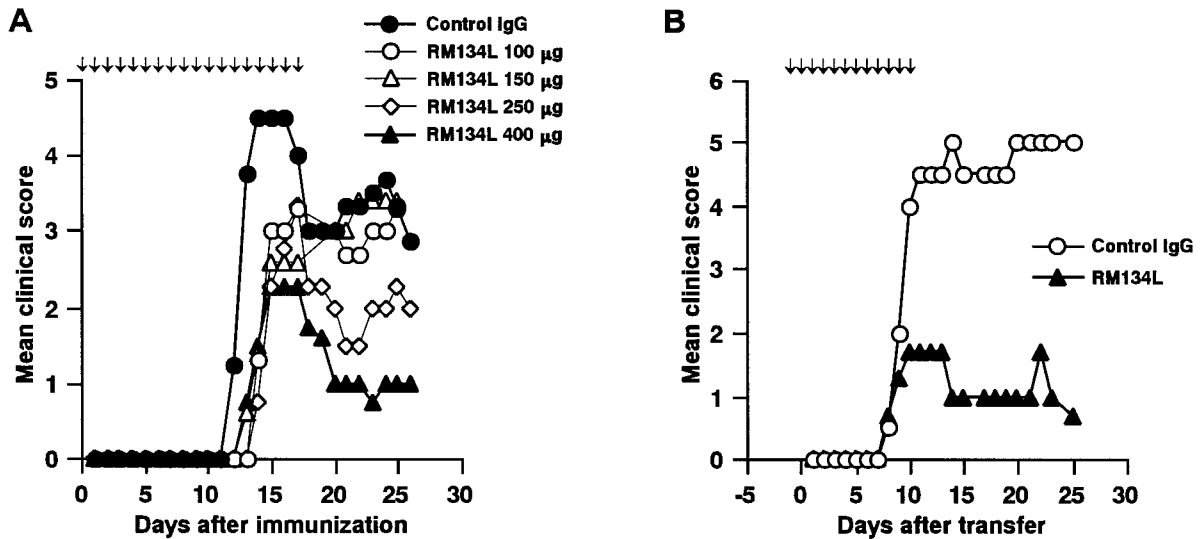 A
Control IgG
RM134L 100 µg
RM134L 150 µg
RM134L 250 µg
RM134L 400 µg
5
4
3
2
1
0
Mean clinical score
0 5 10 15 20 25 30
Days after immunization
B
6
5
4
3
2
1
0
Mean clinical score
Control IgG
RM134L
-5 0 5 10 15 20 25 30
Days after transfer